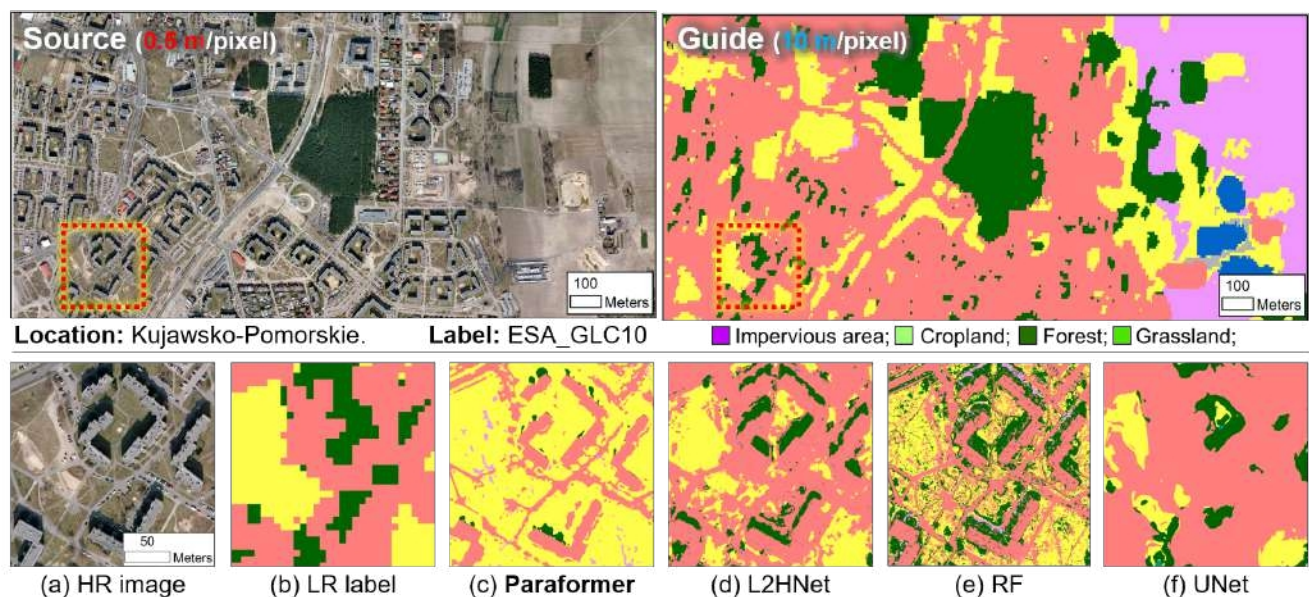 Source (0.5 m/pixel)
Guide (10 m/pixel)
100
Meters
100
Meters
Location: Kujawsko-Pomorskie. Label: ESA_GLC10
Impervious area; Cropland; Forest; Grassland;
50
Meters
(a) HR image
(b) LR label
(c) Paraformer
(d) L2HNet
(e) RF
(f) UNet